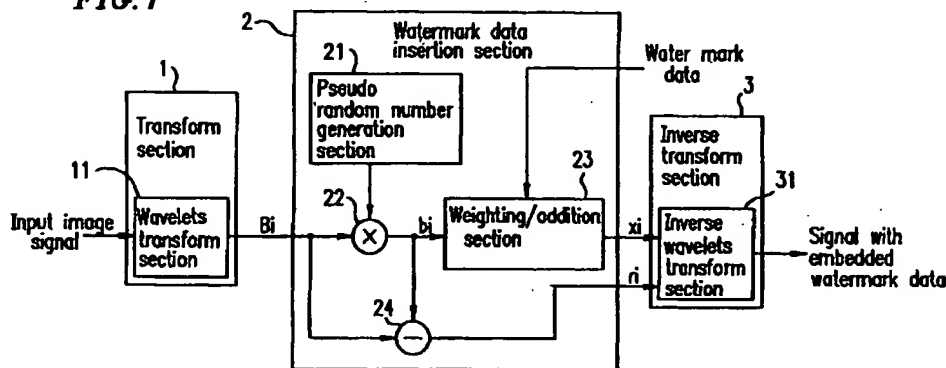 FIG. 7
2
Watermark data
insertion section
21
Pseudo
random number
generation
section
Water mark
data
1
Transform
section
3
Inverse
transform
section
11
Wavelets
transform
section
22
×
23
Weighting/addition
section
31
Inverse
wavelets
transform
section
Input image
signal
Bi
bi
xi
ri
Signal with
embedded
watermark data
24
−